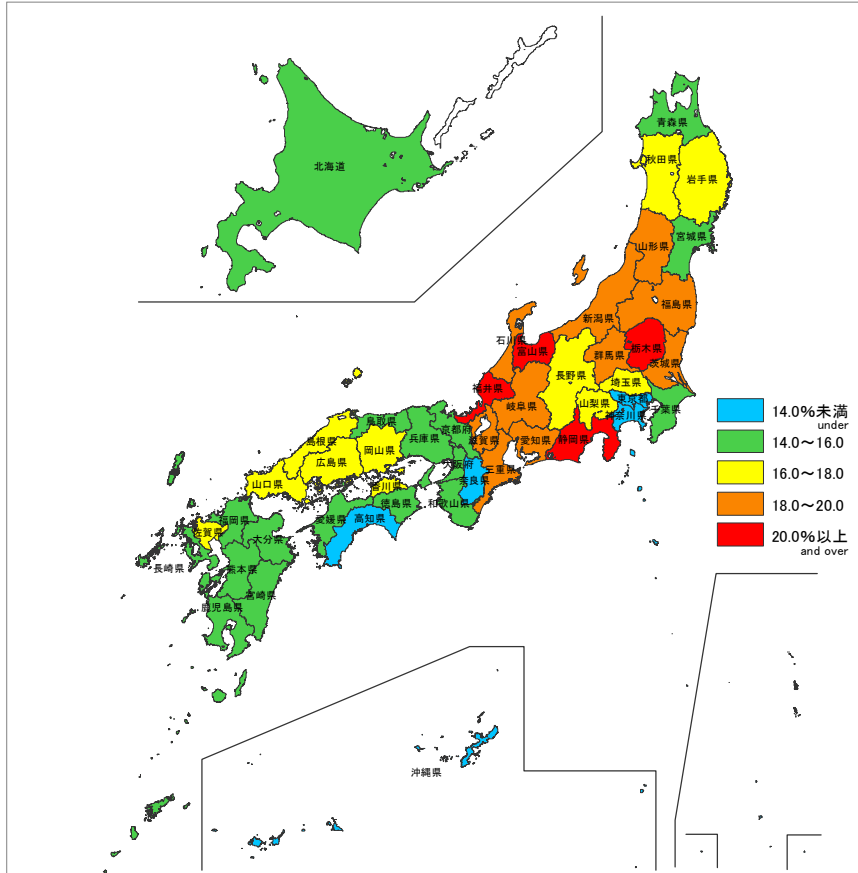 北海道
青森県
秋田県
岩手県
宮城県
山形県
福島県
新潟県
石川県
富山県
栃木県
群馬県
茨城県
長野県
埼玉県
福井県
東京都
山梨県
岐阜県
神奈川県
千葉県
鳥取県
京都府
兵庫県
滋賀県
愛知県
静岡県
島根県
岡山県
広島県
大阪府
三重県
奈良県
山口県
香川県
徳島県
和歌山県
愛媛県
高知県
福岡県
佐賀県
大分県
長崎県
熊本県
宮崎県
鹿児島県
沖縄県
14.0%未満
under
14.0～16.0
16.0～18.0
18.0～20.0
20.0%以上
and over